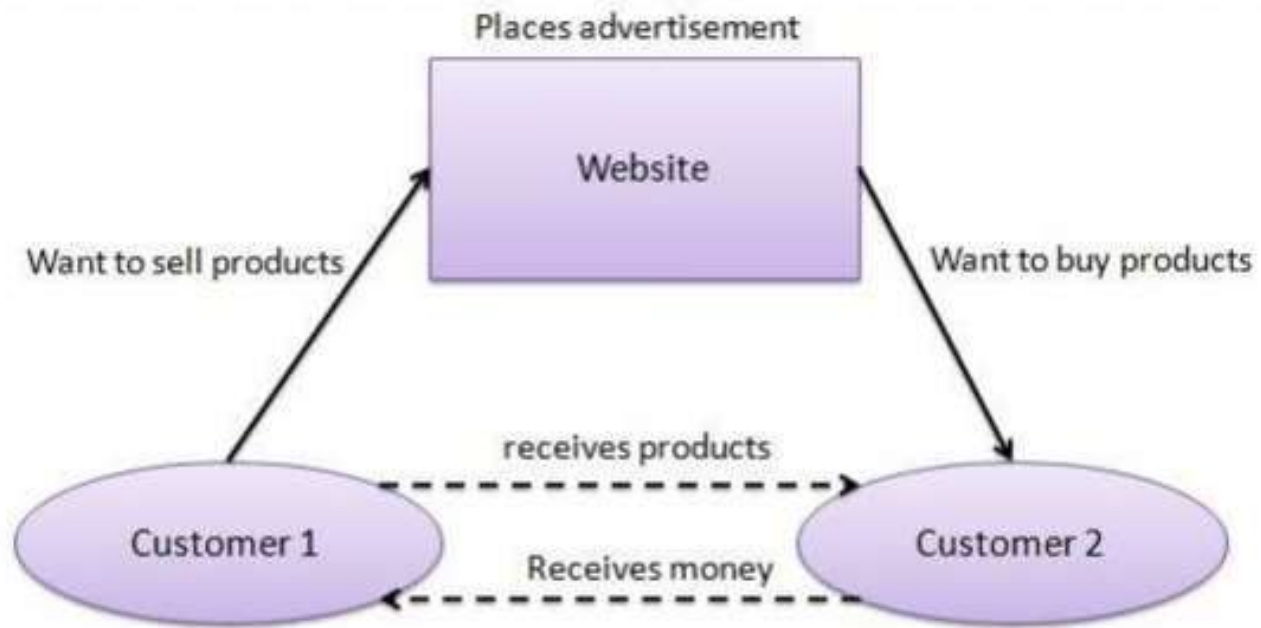 Places advertisement
Website
Want to sell products
Want to buy products
receives products
Customer 1
Customer 2
Receives money